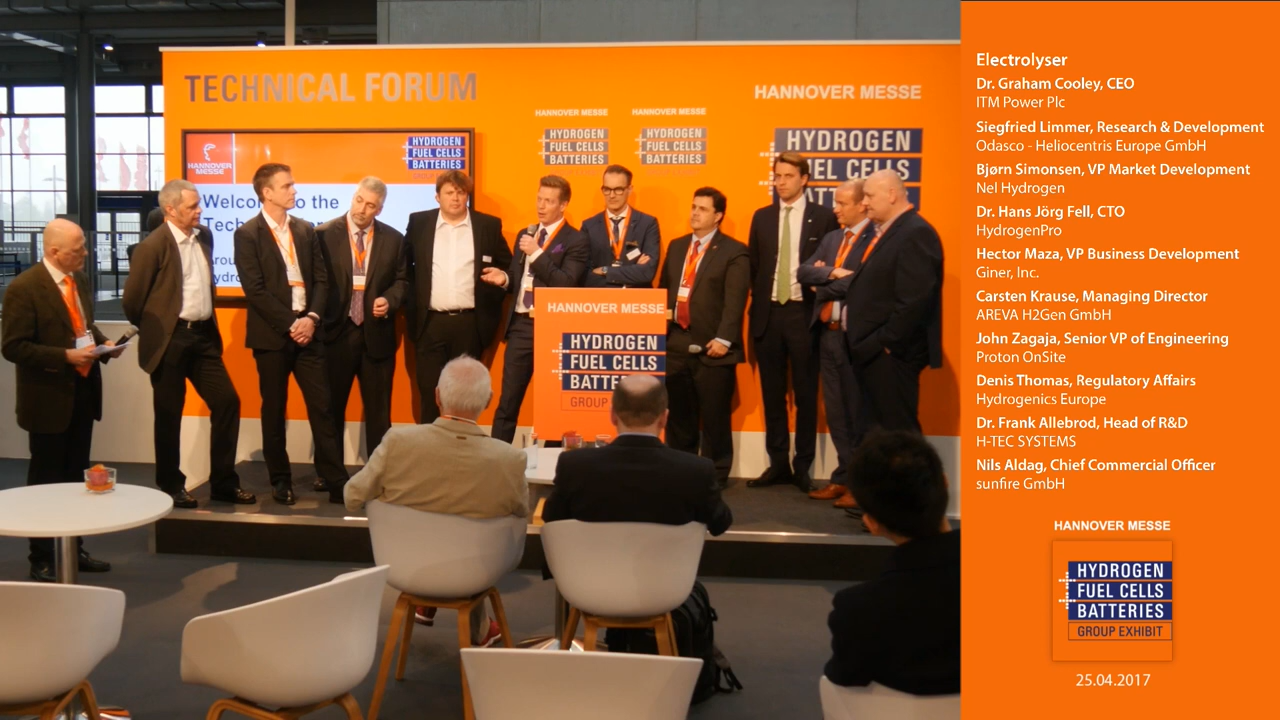 TECHNICAL FORUM
HANNOVER MESSE
HANNOVER MESSE
HANNOVER MESSE
HYDROGEN
FUEL CELLS
BATTERIES
HYDROGEN
FUEL CELLS
BATTERIES
HYDROGEN
FUEL CELLS
HANNOVER
MESSE
HYDROGEN
FUEL CELLS
BATTERIES
to the
HANNOVER MESSE
HYDROGEN
FUEL CELLS
GROUP
Electrolyser
Dr. Graham Cooley, CEO
ITM Power Plc
Siegfried Limmer, Research & Development
Odasco - Heliocentris Europe GmbH
Bjørn Simonsen, VP Market Development
Nel Hydrogen
Dr. Hans Jörg Fell, CTO
HydrogenPro
Hector Maza, VP Business Development
Giner, Inc.
Carsten Krause, Managing Director
AREVA H2Gen GmbH
John Zagaja, Senior VP of Engineering
Proton OnSite
Denis Thomas, Regulatory Affairs
Hydrogenics Europe
Dr. Frank Allebrod, Head of R&D
H-TEC SYSTEMS
Nils Aldag, Chief Commercial Officer
sunfire GmbH
HANNOVER MESSE
HYDROGEN
FUEL CELLS
BATTERIES
GROUP EXHIBIT
25.04.2017